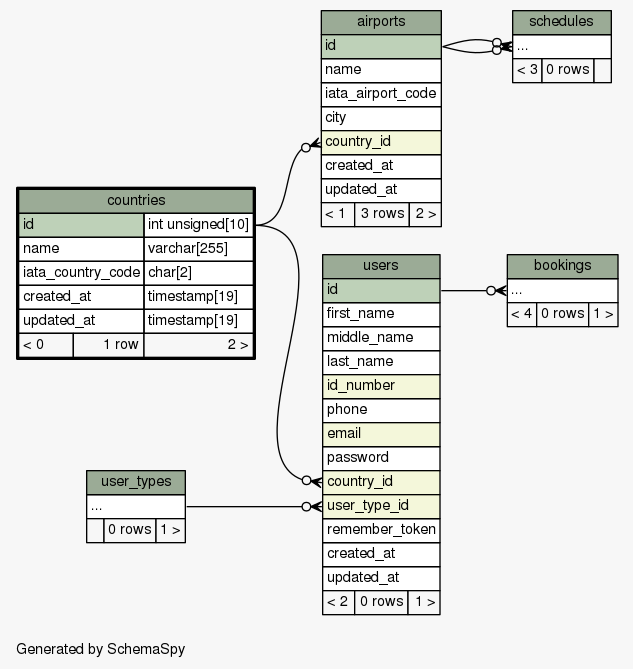 airports
id
name
iata_airport_code
city
country_id
created_at
updated_at
< 1 3 rows 2 >
schedules
...
< 3 0 rows
countries
id int unsigned[10]
name varchar[255]
iata_country_code char[2]
created_at timestamp[19]
updated_at timestamp[19]
< 0 1 row 2 >
users
id
first_name
middle_name
last_name
id_number
phone
email
password
country_id
user_type_id
remember_token
created_at
updated_at
< 2 0 rows 1 >
bookings
...
< 4 0 rows 1 >
user_types
...
0 rows 1 >
Generated by SchemaSpy